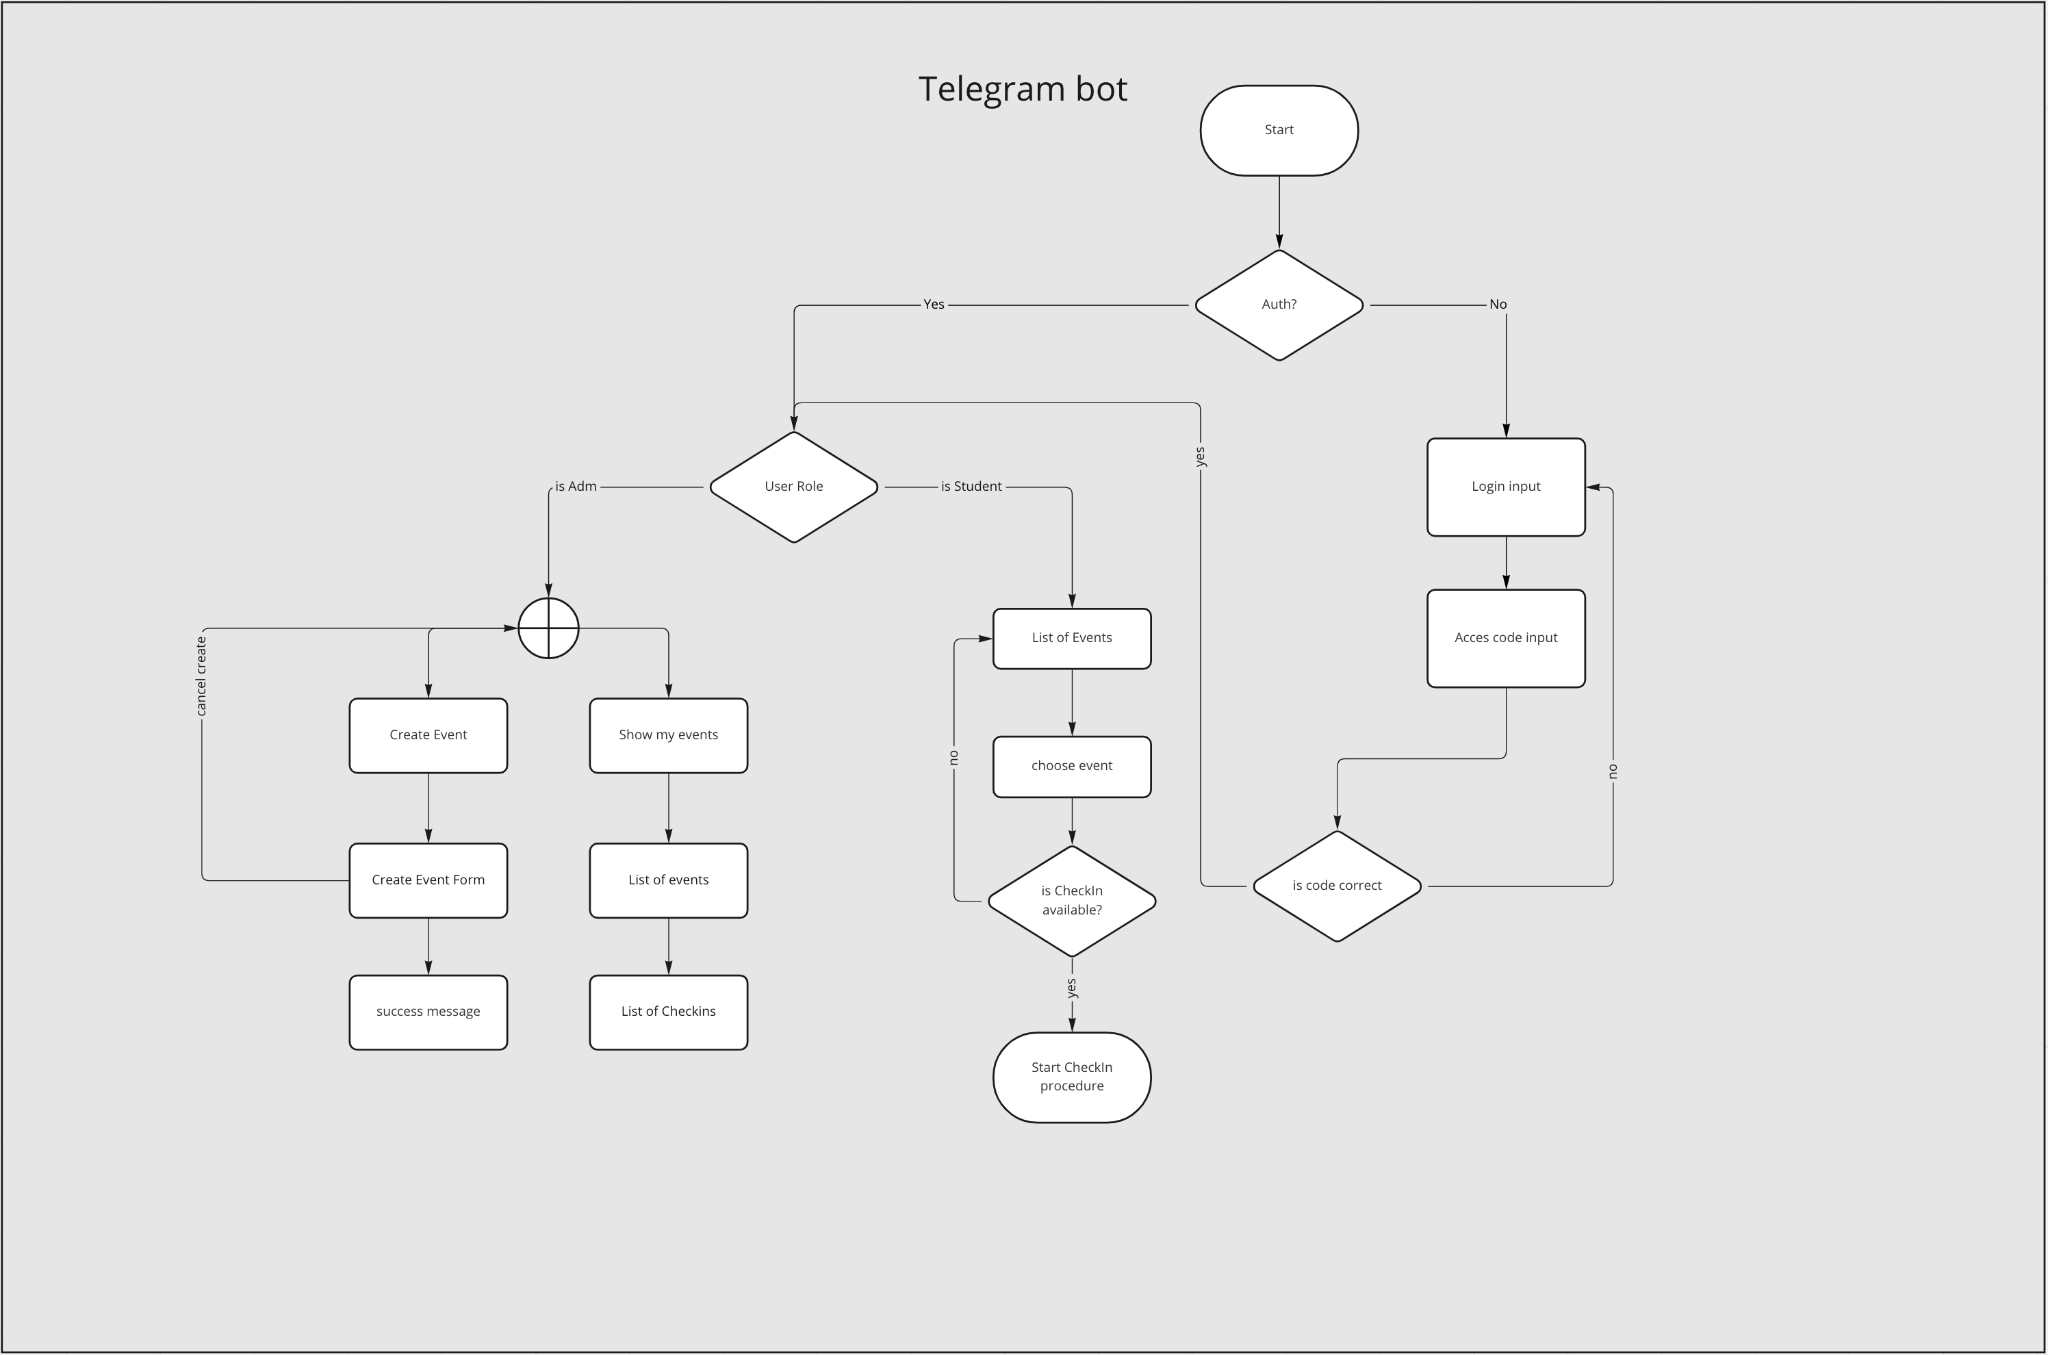 Telegram bot
Start
Auth?
Yes
No
User Role
is Adm
is Student
yes
Login input
Acces code input
is code correct
no
cancel create
Create Event
Show my events
Create Event Form
List of events
success message
List of Checkins
List of Events
choose event
no
is CheckIn
available?
yes
Start CheckIn
procedure